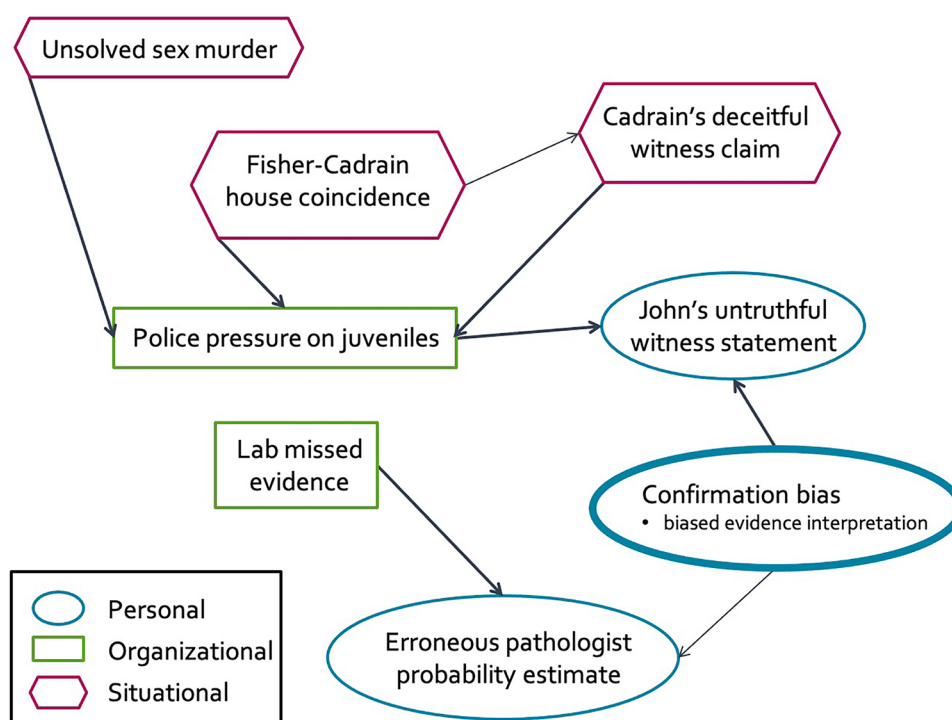 Unsolved sex murder
Fisher-Cadrain
house coincidence
Cadrain’s deceitful
witness claim
Police pressure on juveniles
John’s untruthful
witness statement
Lab missed
evidence
Confirmation bias
• biased evidence interpretation
Erroneous pathologist
probability estimate
Personal
Organizational
Situational